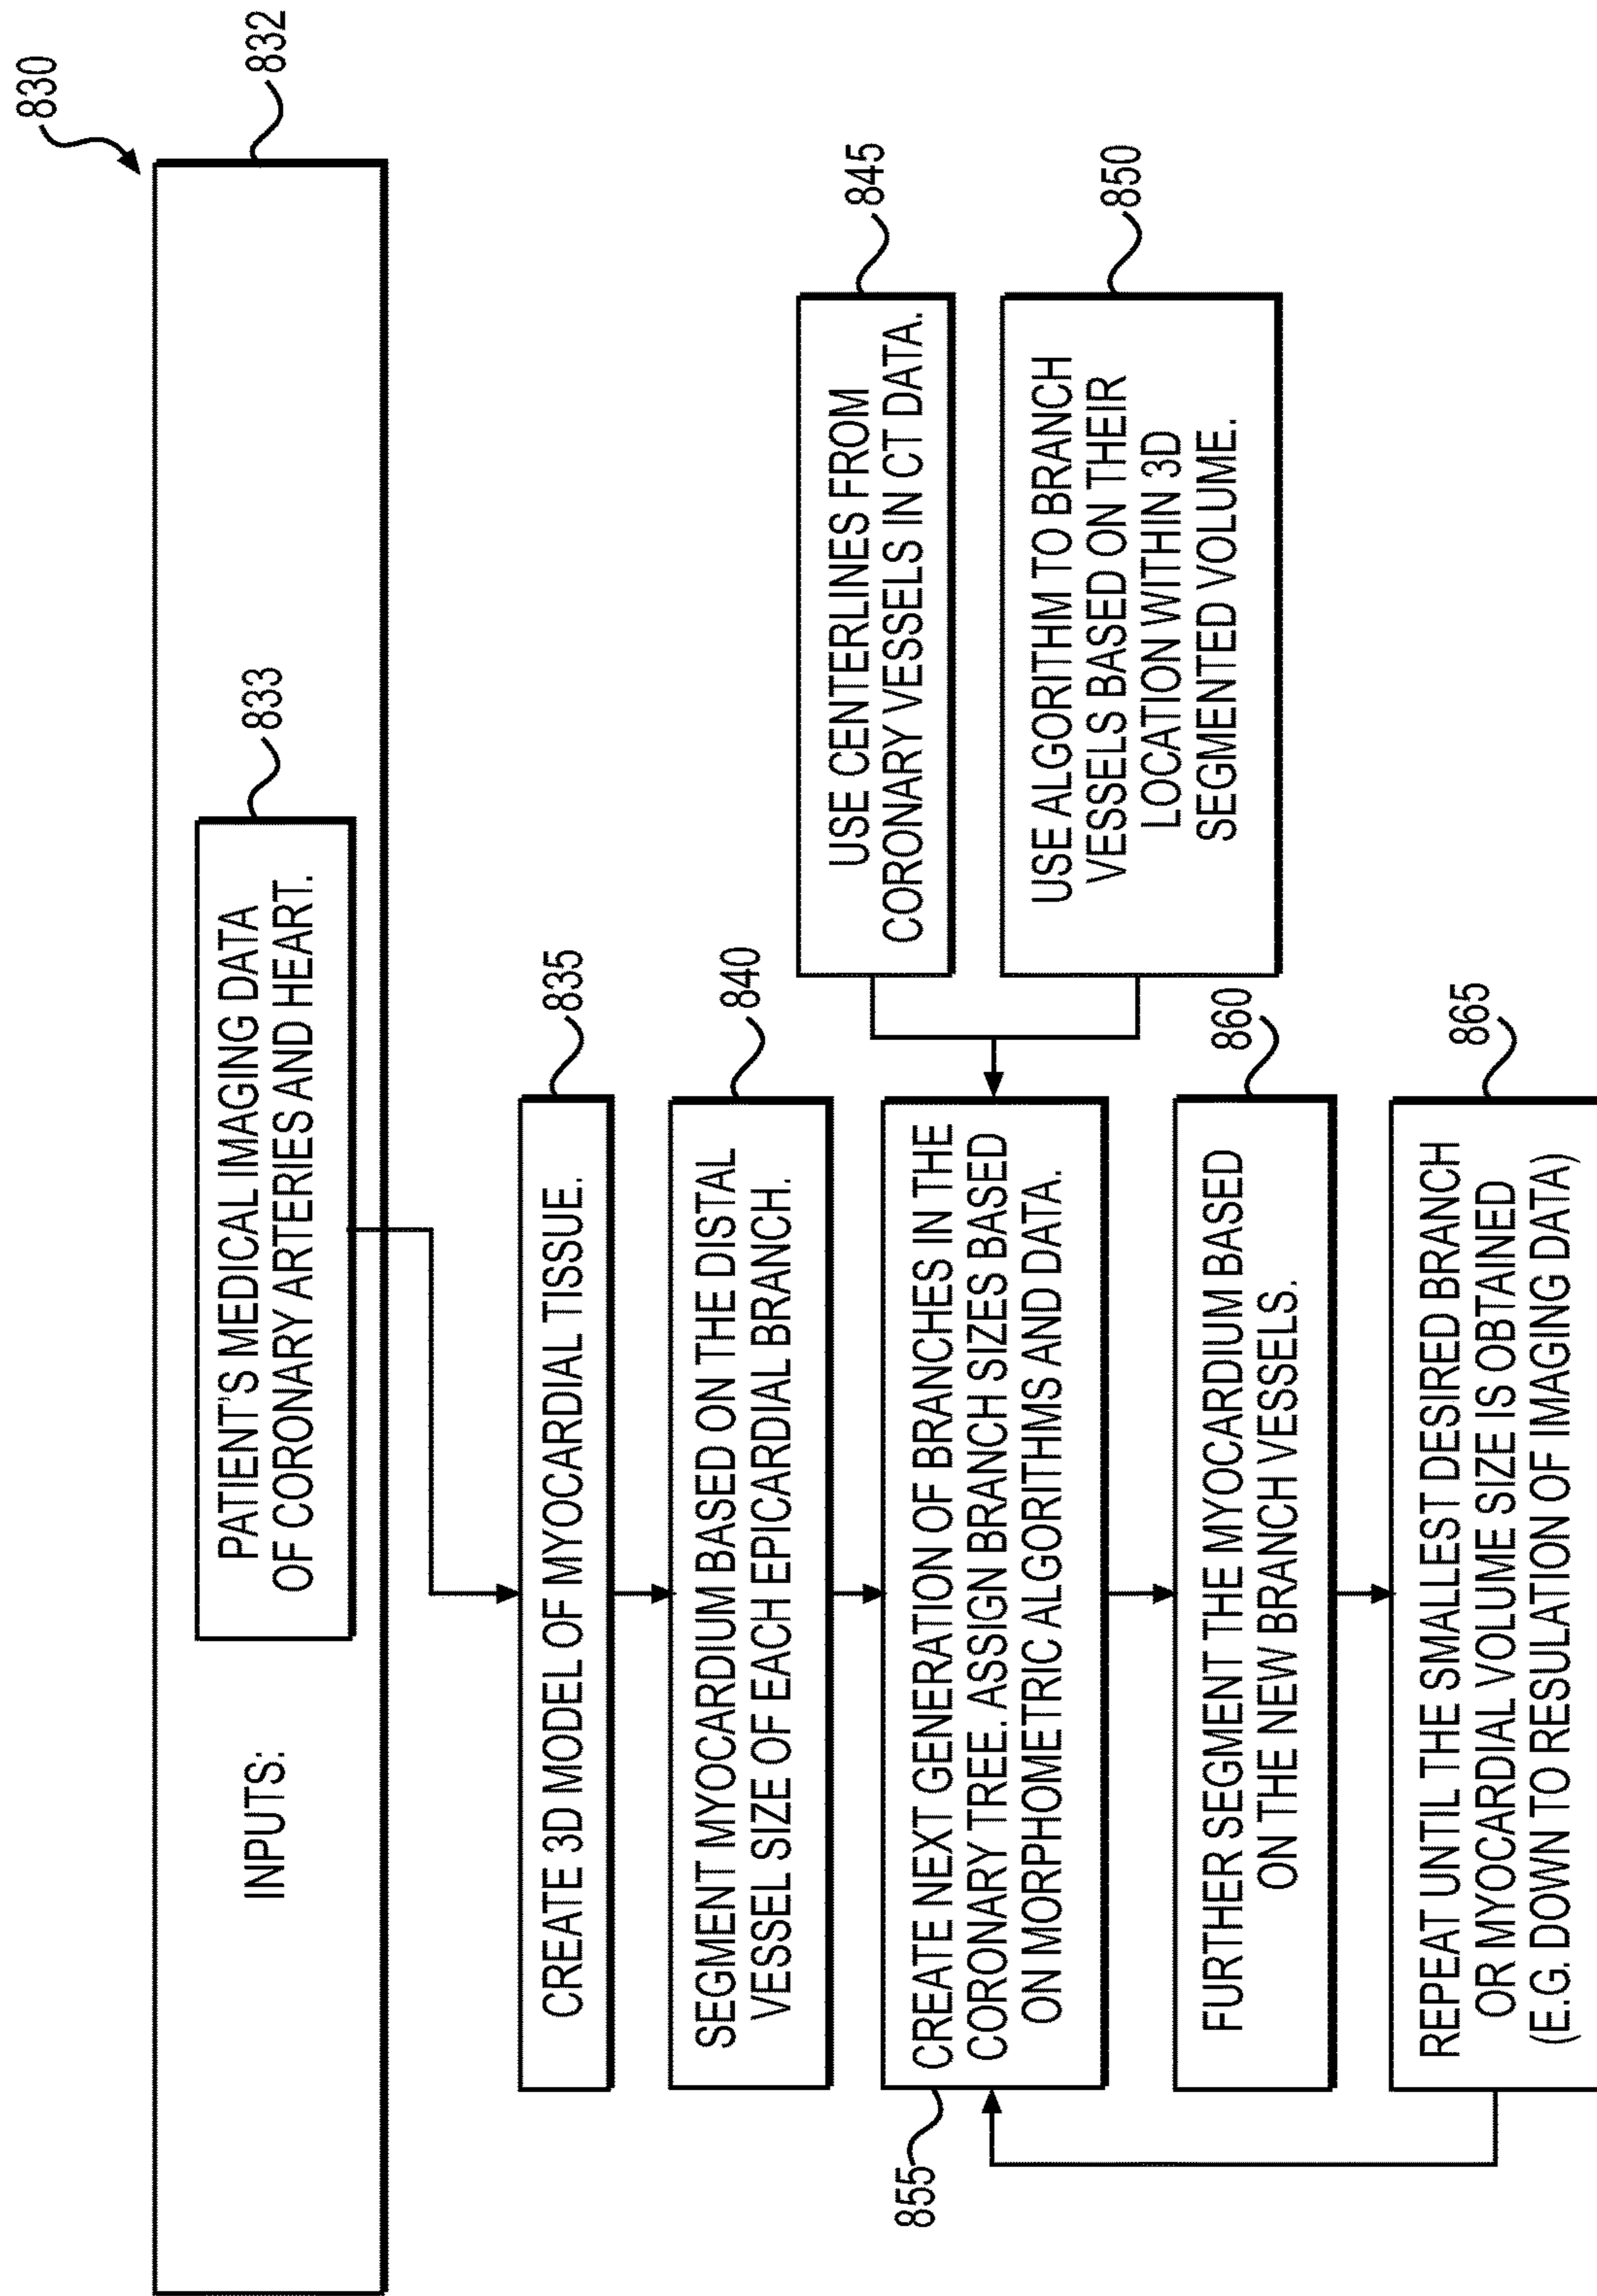 830
832
INPUTS:
833
PATIENT'S MEDICAL IMAGING DATA
OF CORONARY ARTERIES AND HEART.
835
CREATE 3D MODEL OF MYOCARDIAL TISSUE.
840
SEGMENT MYOCARDIUM BASED ON THE DISTAL
VESSEL SIZE OF EACH EPICARDIAL BRANCH.
845
USE CENTERLINES FROM
CORONARY VESSELS IN CT DATA.
850
USE ALGORITHM TO BRANCH
VESSELS BASED ON THEIR
LOCATION WITHIN 3D
SEGMENTED VOLUME.
855
CREATE NEXT GENERATION OF BRANCHES IN THE
CORONARY TREE. ASSIGN BRANCH SIZES BASED
ON MORPHOMETRIC ALGORITHMS AND DATA.
860
FURTHER SEGMENT THE MYOCARDIUM BASED
ON THE NEW BRANCH VESSELS.
865
REPEAT UNTIL THE SMALLEST DESIRED BRANCH
OR MYOCARDIAL VOLUME SIZE IS OBTAINED
(E.G. DOWN TO RESULATION OF IMAGING DATA)